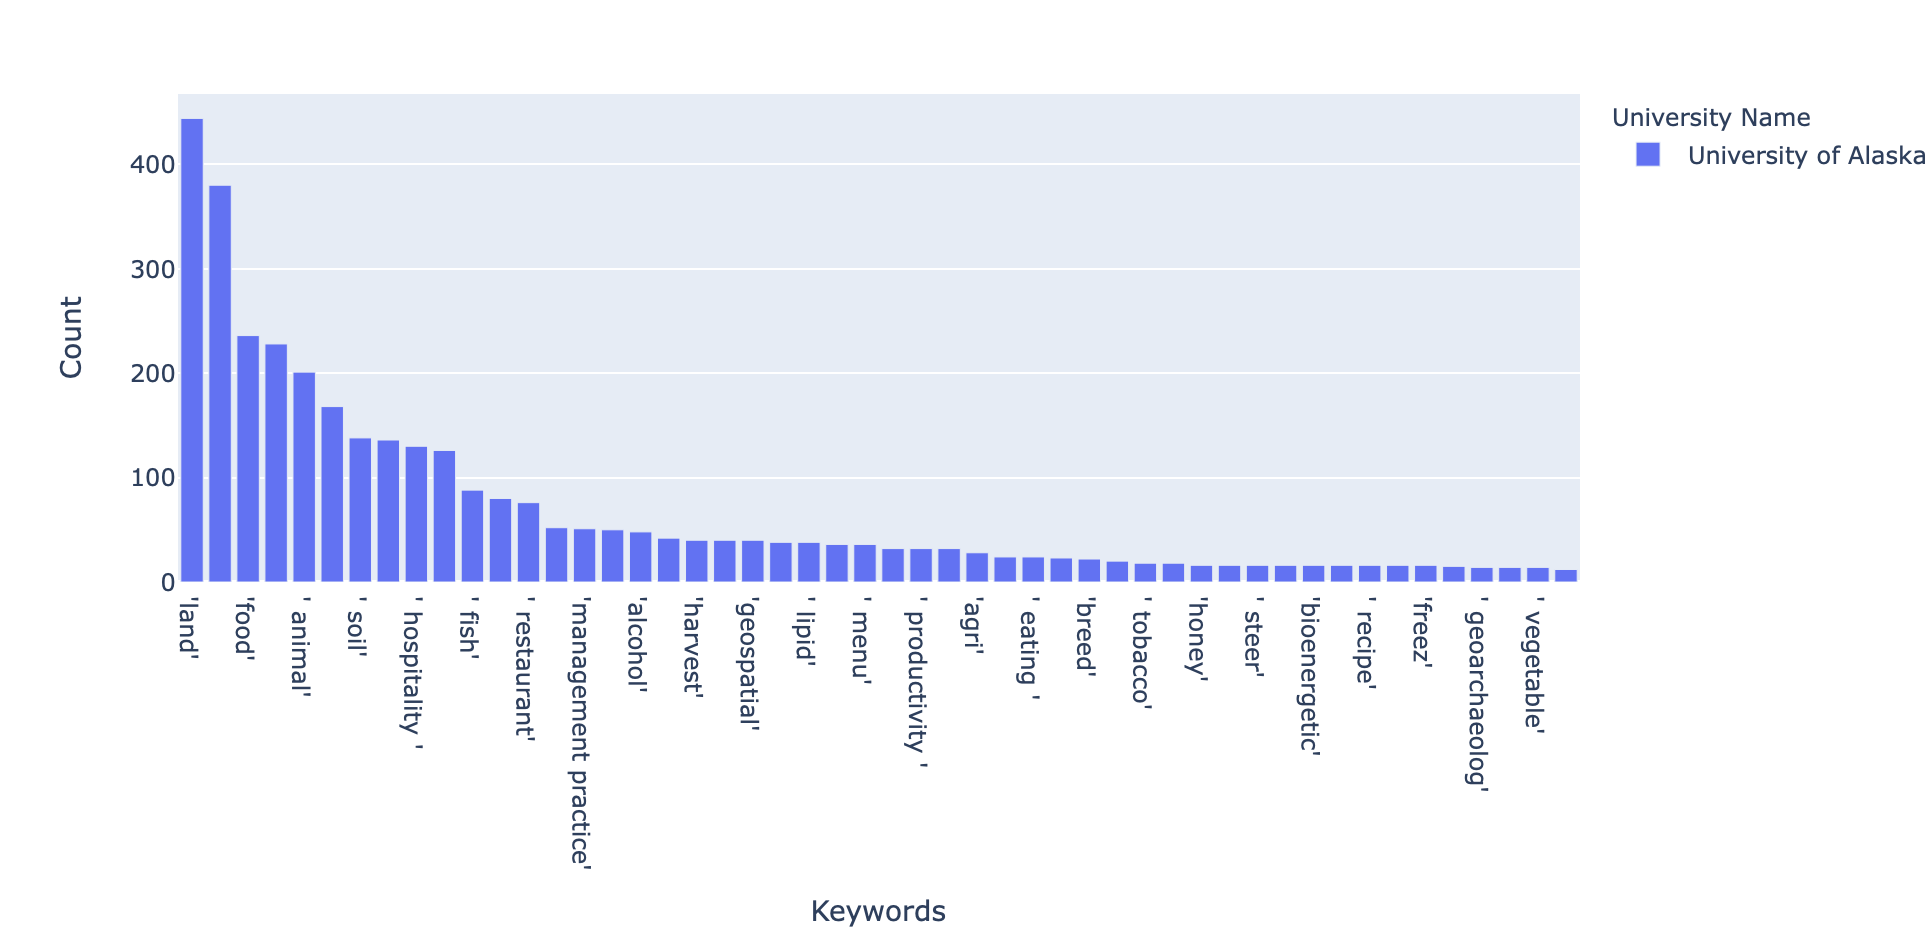 University Name
University of Alaska
Count
400
300
200
100
0
'land'
'food'
' animal'
' soil'
' hospitality '
' fish'
' restaurant'
'management practice'
'alcohol'
'harvest'
'geospatial'
' lipid'
' menu'
' productivity '
'agri'
' eating '
'breed'
' tobacco'
'honey'
' steer'
'bioenergetic'
' recipe'
'freez'
' geoarchaeolog'
' vegetable'
Keywords